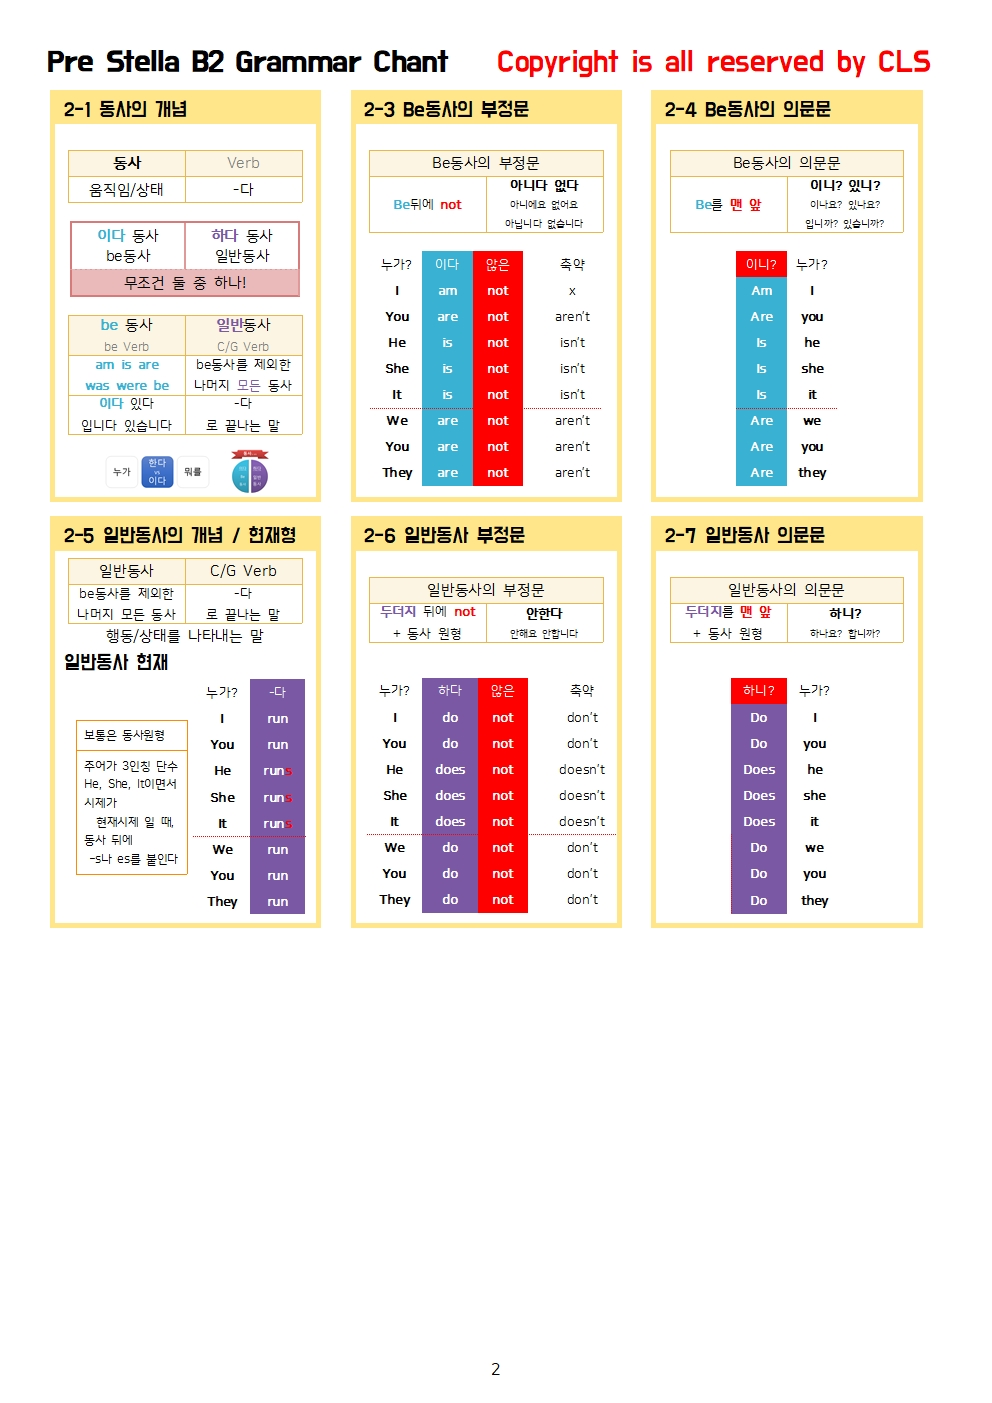 Pre Stella B2 Grammar Chant Copyright is all reserved by CLS
2-1 동사의 개념
동사 Verb
움직임/상태 -다
이다 동사 하다 동사
be동사 일반동사
무조건 둘 중 하나!
be 동사 일반동사
be Verb C/G Verb
am is are be동사를 제외한
was were be 나머지 모든 동사
이다 있다 -다
입니다 있습니다 로 끝나는 말
누가 한다 vs 이다 뭐를
2-3 Be동사의 부정문
Be동사의 부정문
Be뒤에 not
아니다 없다
아니에요 없어요
아닙니다 없습니다
누가? 이다 않은 축약
I am not x
You are not aren't
He is not isn't
She is not isn't
It is not isn't
We are not aren't
You are not aren't
They are not aren't
2-4 Be동사의 의문문
Be동사의 의문문
Be를 맨 앞
이니? 있니?
이나요? 있나요?
입니까? 있습니까?
이니? 누가?
Am I
Are you
Is he
Is she
Is it
Are we
Are you
Are they
2-5 일반동사의 개념 / 현재형
일반동사 C/G Verb
be동사를 제외한 -다
나머지 모든 동사 로 끝나는 말
행동/상태를 나타내는 말
일반동사 현재
보통은 동사원형
주어가 3인칭 단수
He, She, It이면서
시제가
현재시제 일 때,
동사 뒤에
-s나 es를 붙인다
누가? -다
I run
You run
He runs
She runs
It runs
We run
You run
They run
2-6 일반동사 부정문
일반동사의 부정문
두더지 뒤에 not 안한다
+ 동사 원형 안해요 안합니다
누가? 하다 않은 축약
I do not don't
You do not don't
He does not doesn't
She does not doesn't
It does not doesn't
We do not don't
You do not don't
They do not don't
2-7 일반동사 의문문
일반동사의 의문문
두더지를 맨 앞 하니?
+ 동사 원형 하나요? 합니까?
하니? 누가?
Do I
Do you
Does he
Does she
Does it
Do we
Do you
Do they
2